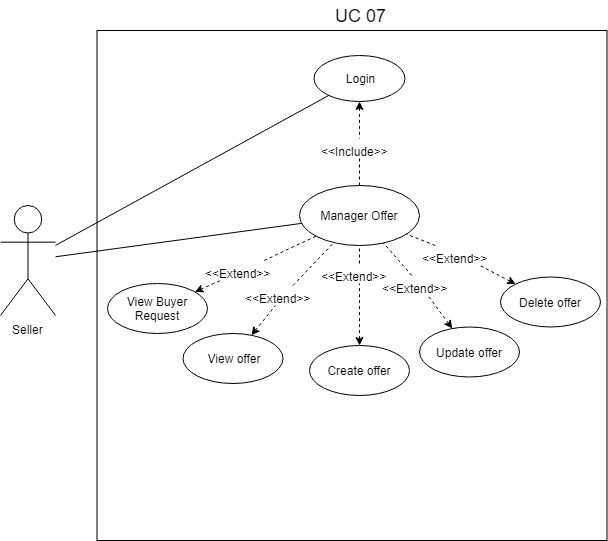 UC 07
Login
<<Include>>
Manager Offer
Seller
<<Extend>>
<<Extend>>
<<Extend>>
<<Extend>>
<<Extend>>
View Buyer
Request
View offer
Create offer
Update offer
Delete offer